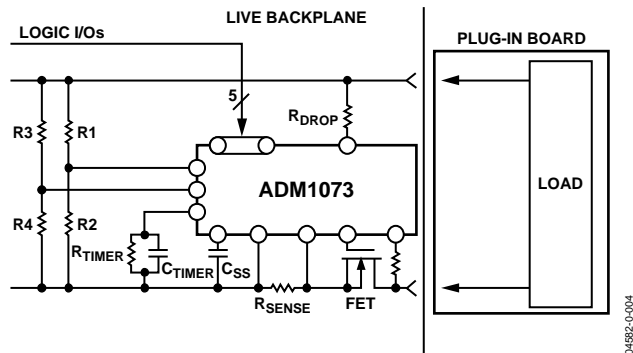 LIVE BACKPLANE
LOGIC I/Os
PLUG-IN BOARD
5
R3
R1
RDROP
ADM1073
LOAD
R4
R2
RTIMER
CTIMER
CSS
RSENSE
FET
04582-0-004